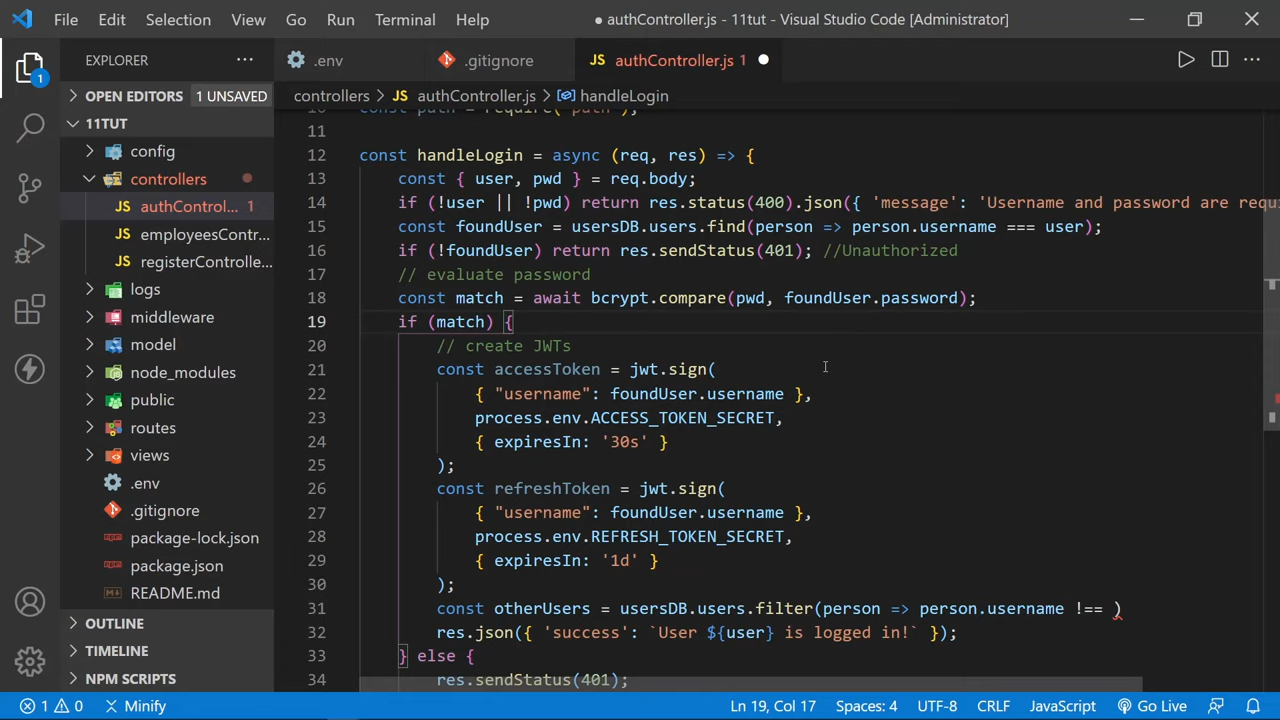 File Edit Selection View Go Run Terminal Help
● authController.js - 11tut - Visual Studio Code [Administrator]
EXPLORER ···
.env
.gitignore
JS authController.js 1 ●
OPEN EDITORS 1 UNSAVED
controllers > JS authController.js > handleLogin
11TUT
config
controllers
JS authControl... 1
JS employeesContr...
JS registerControlle...
logs
middleware
model
node_modules
public
routes
views
.env
.gitignore
package-lock.json
package.json
README.md
OUTLINE
TIMELINE
NPM SCRIPTS
1
10 const path = require('path');
11
12 const handleLogin = async (req, res) => {
13 const { user, pwd } = req.body;
14 if (!user || !pwd) return res.status(400).json({ 'message': 'Username and password are requi
15 const foundUser = usersDB.users.find(person => person.username === user);
16 if (!foundUser) return res.sendStatus(401); //Unauthorized
17 // evaluate password
18 const match = await bcrypt.compare(pwd, foundUser.password);
19 if (match) {
20 // create JWTs
21 const accessToken = jwt.sign(
22 { "username": foundUser.username },
23 process.env.ACCESS_TOKEN_SECRET,
24 { expiresIn: '30s' }
25 );
26 const refreshToken = jwt.sign(
27 { "username": foundUser.username },
28 process.env.REFRESH_TOKEN_SECRET,
29 { expiresIn: '1d' }
30 );
31 const otherUsers = usersDB.users.filter(person => person.username !== )
32 res.json({ 'success': `User ${user} is logged in!` });
33 } else {
34 res.sendStatus(401);
1 0 Minify Ln 19, Col 17 Spaces: 4 UTF-8 CRLF JavaScript Go Live